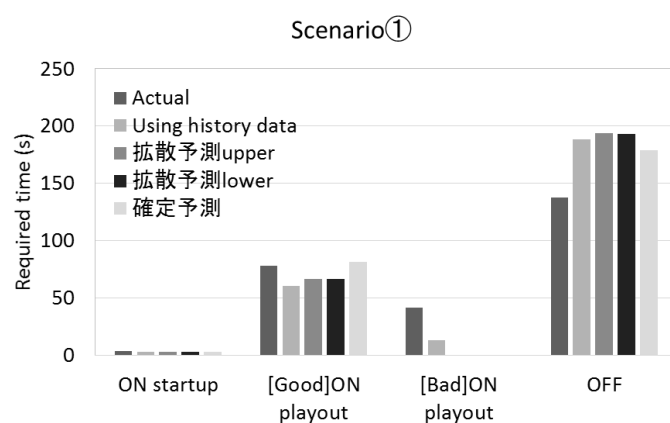 Scenario①
250
200
150
100
50
0
Required time (s)
Actual
Using history data
拡散予測upper
拡散予測lower
確定予測
ON startup
[Good]ON
playout
[Bad]ON
playout
OFF